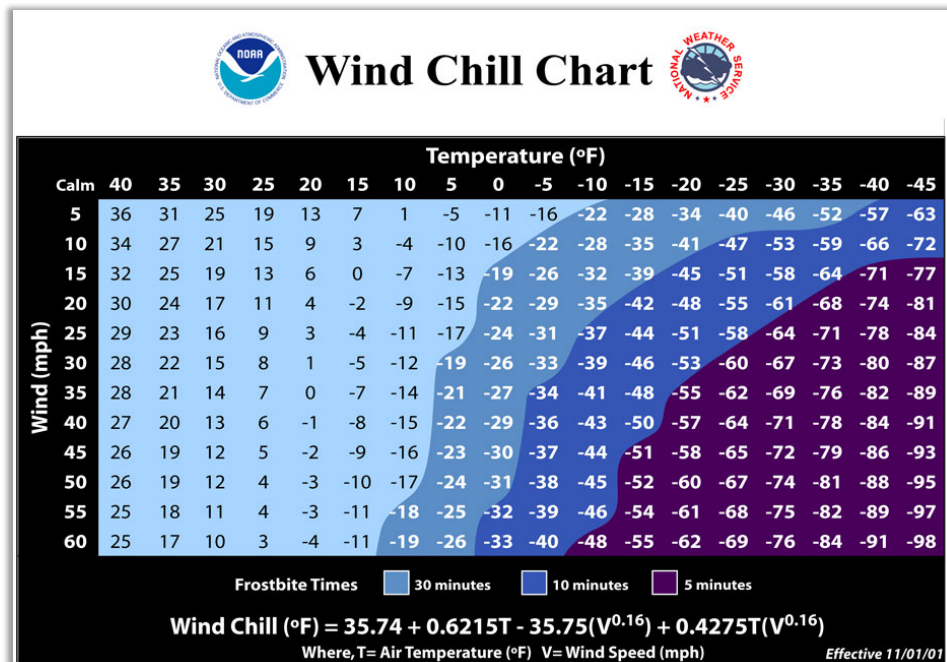 NATIONAL OCEANIC AND ATMOSPHERIC ADMINISTRATION
NOAA
U.S. DEPARTMENT OF COMMERCE
Wind Chill Chart
NATIONAL WEATHER SERVICE
Temperature (ºF)
Calm 40 35 30 25 20 15 10 5 0 -5 -10 -15 -20 -25 -30 -35 -40 -45
Wind (mph)
5 36 31 25 19 13 7 1 -5 -11 -16 -22 -28 -34 -40 -46 -52 -57 -63
10 34 27 21 15 9 3 -4 -10 -16 -22 -28 -35 -41 -47 -53 -59 -66 -72
15 32 25 19 13 6 0 -7 -13 -19 -26 -32 -39 -45 -51 -58 -64 -71 -77
20 30 24 17 11 4 -2 -9 -15 -22 -29 -35 -42 -48 -55 -61 -68 -74 -81
25 29 23 16 9 3 -4 -11 -17 -24 -31 -37 -44 -51 -58 -64 -71 -78 -84
30 28 22 15 8 1 -5 -12 -19 -26 -33 -39 -46 -53 -60 -67 -73 -80 -87
35 28 21 14 7 0 -7 -14 -21 -27 -34 -41 -48 -55 -62 -69 -76 -82 -89
40 27 20 13 6 -1 -8 -15 -22 -29 -36 -43 -50 -57 -64 -71 -78 -84 -91
45 26 19 12 5 -2 -9 -16 -23 -30 -37 -44 -51 -58 -65 -72 -79 -86 -93
50 26 19 12 4 -3 -10 -17 -24 -31 -38 -45 -52 -60 -67 -74 -81 -88 -95
55 25 18 11 4 -3 -11 -18 -25 -32 -39 -46 -54 -61 -68 -75 -82 -89 -97
60 25 17 10 3 -4 -11 -19 -26 -33 -40 -48 -55 -62 -69 -76 -84 -91 -98
Frostbite Times 30 minutes 10 minutes 5 minutes
Wind Chill (ºF) = 35.74 + 0.6215T - 35.75(V⁰·¹⁶) + 0.4275T(V⁰·¹⁶)
Where, T= Air Temperature (ºF) V= Wind Speed (mph)
Effective 11/01/01